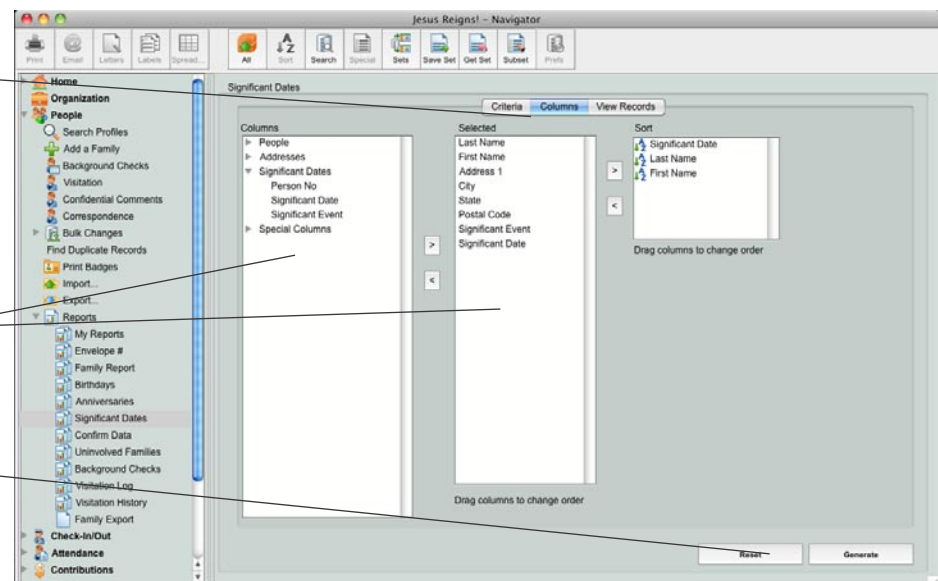 Jesus Reigns! – Navigator
Print Email Letters Labels Spread... All Sort Search Special Sets Save Set Get Set Subset Prefs
Home
Organization
People
Search Profiles
Add a Family
Background Checks
Visitation
Confidential Comments
Correspondence
Bulk Changes
Find Duplicate Records
Print Badges
Import...
Export...
Reports
My Reports
Envelope #
Family Report
Birthdays
Anniversaries
Significant Dates
Confirm Data
Uninvolved Families
Background Checks
Visitation Log
Visitation History
Family Export
Check-In/Out
Attendance
Contributions
Significant Dates
Criteria Columns View Records
Columns
People
Addresses
Significant Dates
Person No
Significant Date
Significant Event
Special Columns
>
<
Selected
Last Name
First Name
Address 1
City
State
Postal Code
Significant Event
Significant Date
Drag columns to change order
>
<
Sort
Significant Date
Last Name
First Name
Drag columns to change order
Reset Generate